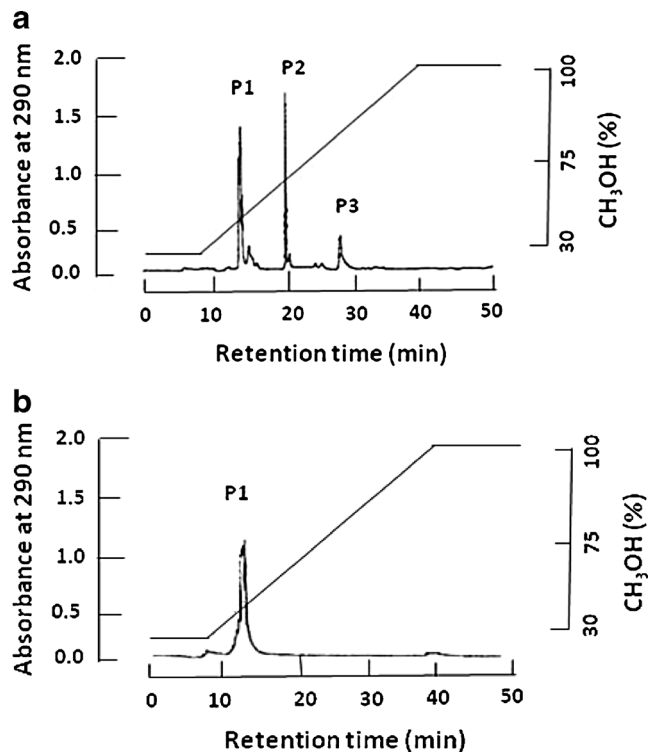 a
2.0
1.5
1.0
0.5
0.0
Absorbance at 290 nm
P1
P2
P3
100
75
30
CH₃OH (%)
0 10 20 30 40 50
Retention time (min)
b
2.0
1.5
1.0
0.5
0.0
Absorbance at 290 nm
P1
100
75
30
CH₃OH (%)
0 10 20 30 40 50
Retention time (min)